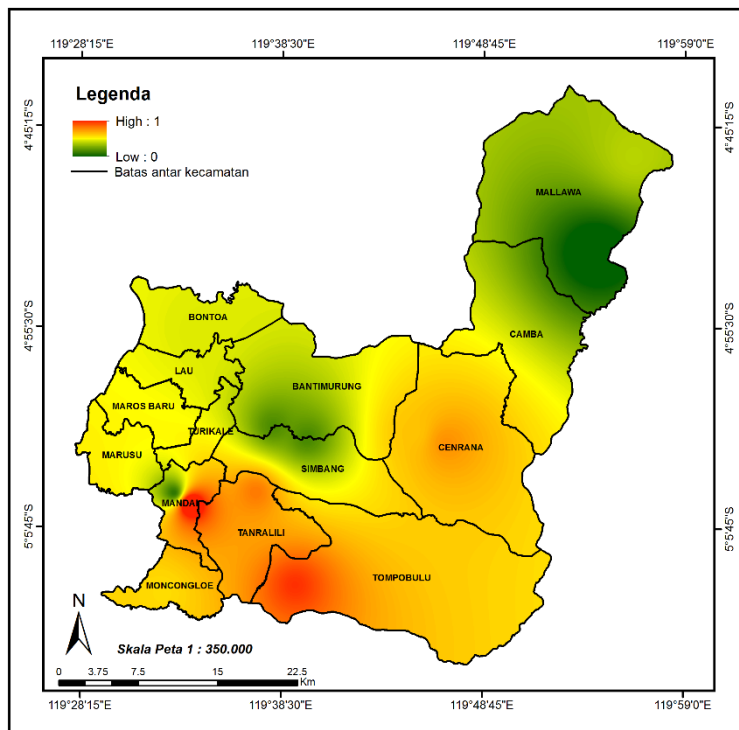 119°28'15"E 119°38'30"E 119°48'45"E 119°59'0"E
Legenda
High : 1
Low : 0
Batas antar kecamatan
4°45'15"S 4°45'15"S
MALLAWA
BONTOA
4°55'30"S 4°55'30"S
CAMBA
LAU
BANTIMURUNG
MAROS BARU
TURIKALE
CENRANA
MARUSU
SIMBANG
MANDAI
5°5'45"S 5°5'45"S
TANRALILI
TOMPOBULU
MONCONGLOE
N
Skala Peta 1 : 350.000
0 3.75 7.5 15 22.5
Km
119°28'15"E 119°38'30"E 119°48'45"E 119°59'0"E